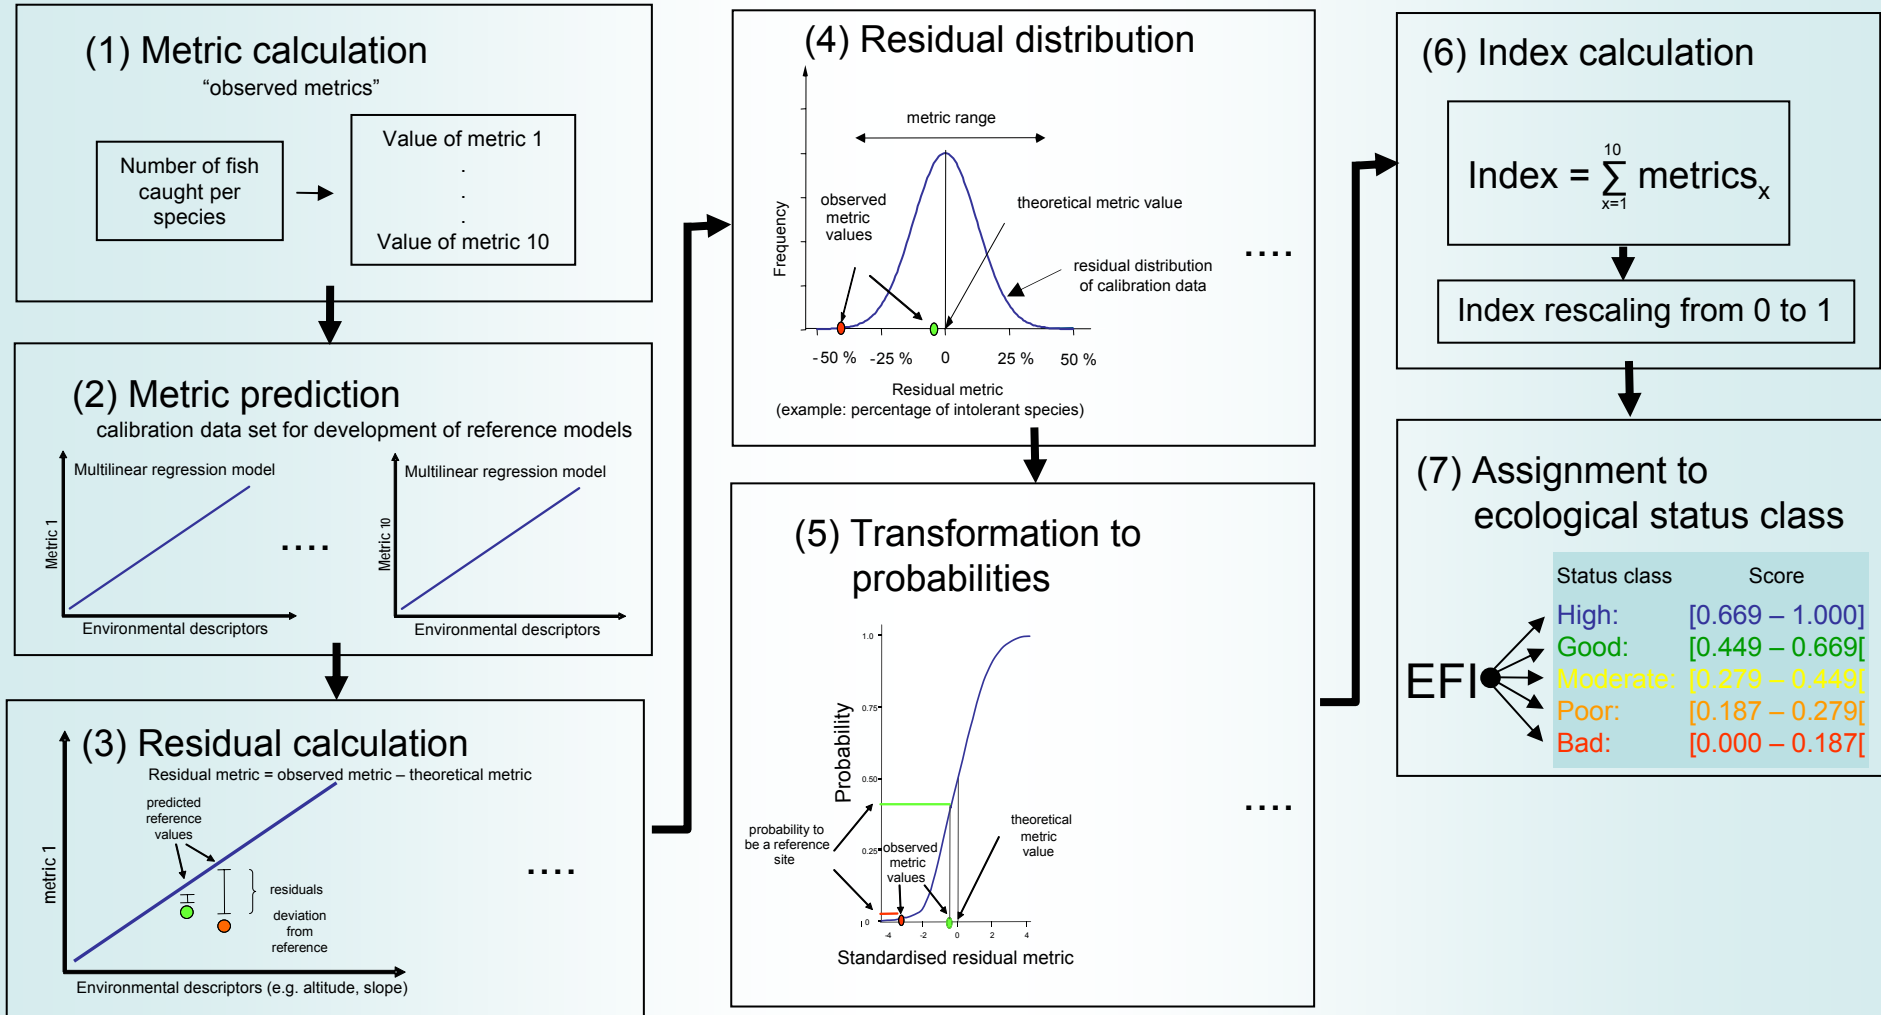 (1) Metric calculation
“observed metrics”
Number of fish
caught per
species
Value of metric 1
.
.
.
Value of metric 10
(2) Metric prediction
calibration data set for development of reference models
Multilinear regression model
Metric 1
Environmental descriptors
....
Multilinear regression model
Metric 10
Environmental descriptors
(3) Residual calculation
Residual metric = observed metric – theoretical metric
predicted
reference
values
metric 1
residuals
deviation
from
reference
....
Environmental descriptors (e.g. altitude, slope)
(4) Residual distribution
metric range
observed
metric
values
theoretical metric value
Frequency
residual distribution
of calibration data
....
- 50 % -25 % 0 25 % 50 %
Residual metric
(example: percentage of intolerant species)
(5) Transformation to
probabilities
1.0
0.75
0.50
0.25
0
Probability
probability to
be a reference
site
observed
metric
values
theoretical
metric
value
....
-4 -2 0 2 4
Standardised residual metric
(6) Index calculation
10
Index = ∑ metricsx
x=1
Index rescaling from 0 to 1
(7) Assignment to
ecological status class
EFI
Status class Score
High: [0.669 – 1.000]
Good: [0.449 – 0.669[
Moderate: [0.279 – 0.449[
Poor: [0.187 – 0.279[
Bad: [0.000 – 0.187[